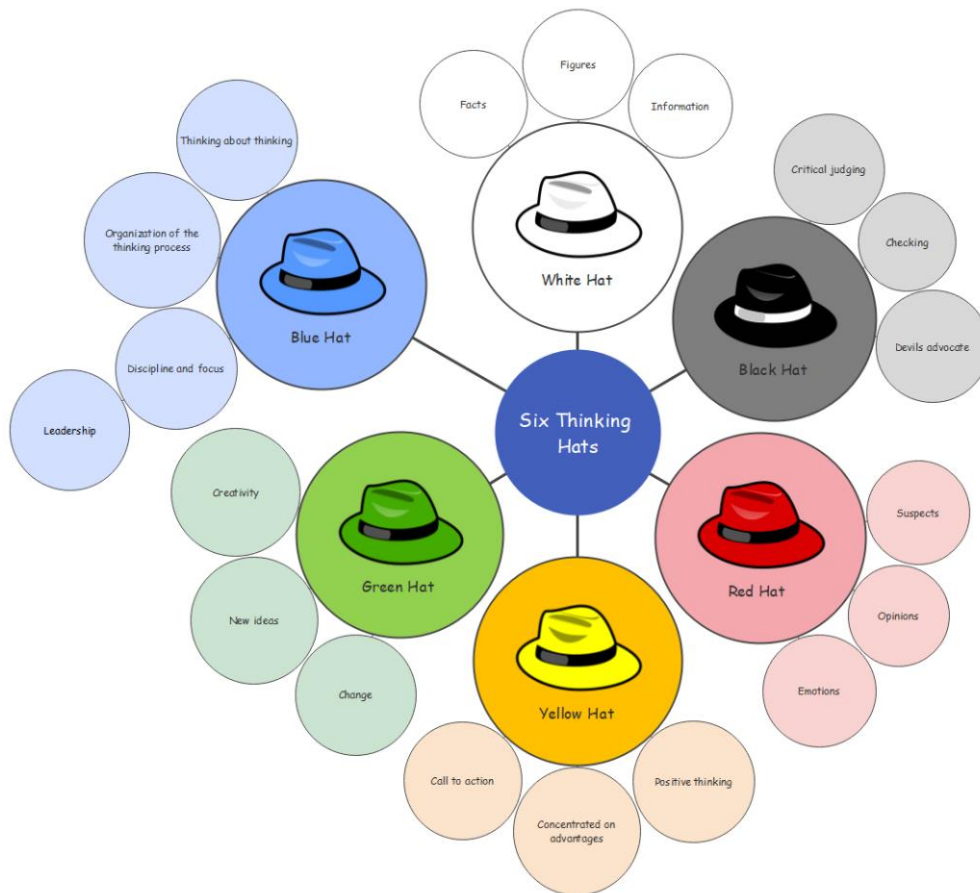 Figures
Facts
Information
White Hat
Thinking about thinking
Organization of the
thinking process
Discipline and focus
Leadership
Blue Hat
Critical judging
Checking
Devils advocate
Black Hat
Six Thinking
Hats
Creativity
New ideas
Change
Green Hat
Suspects
Opinions
Emotions
Red Hat
Yellow Hat
Call to action
Concentrated on
advantages
Positive thinking